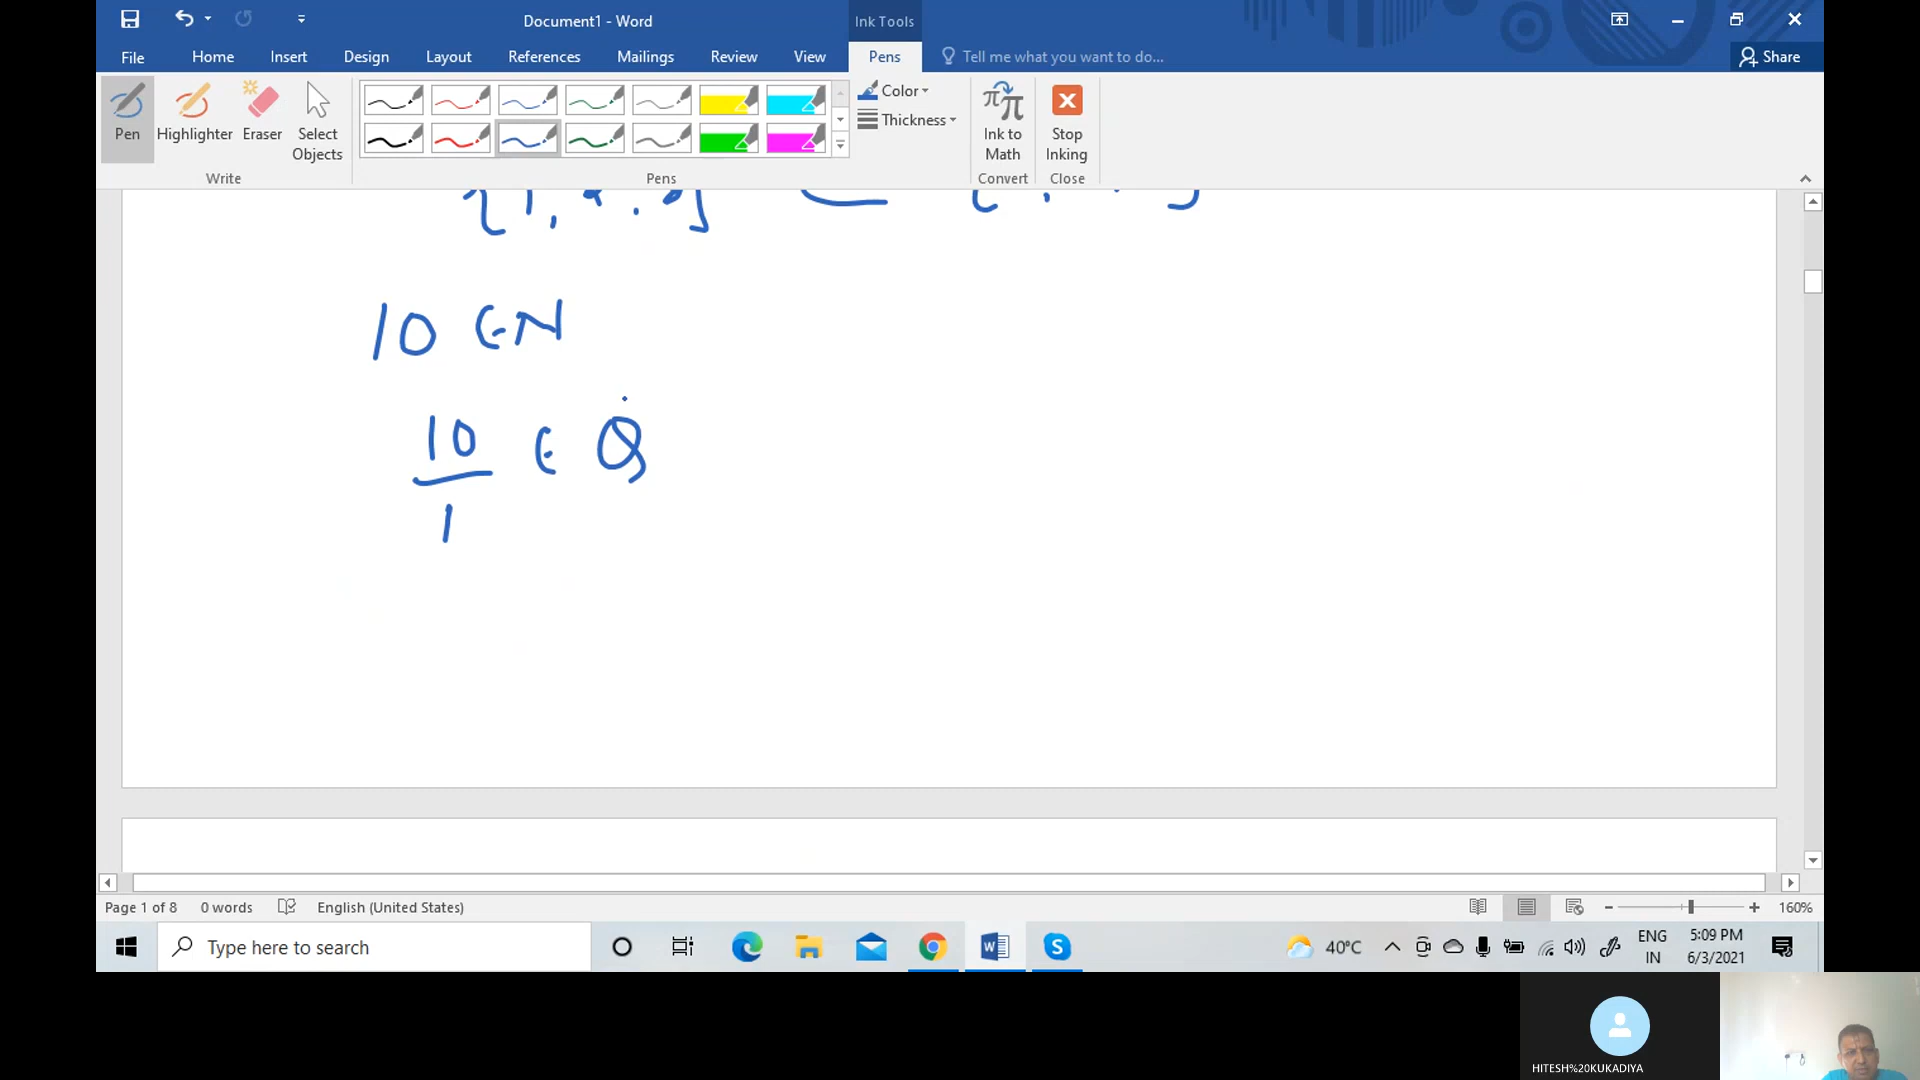 Document1 - Word
Ink Tools
File Home Insert Design Layout References Mailings Review View Pens Tell me what you want to do... Share
Pen Highlighter Eraser Select Objects
Color
Thickness
Ink to Math
Stop Inking
Write Pens Convert Close
10 ∈ N
10
1
∈ Q
Page 1 of 8 0 words English (United States) 160%
Type here to search
40°C
ENG
IN
5:09 PM
6/3/2021
HITESH%20KUKADIYA